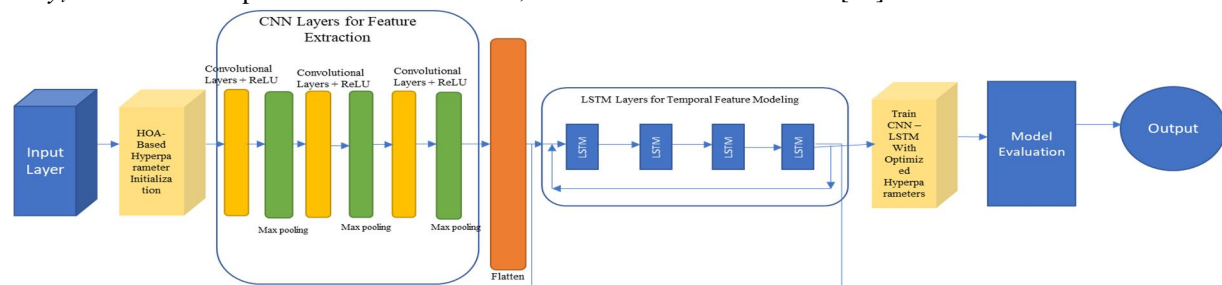 CNN Layers for Feature
Extraction
Convolutional
Layers + ReLU
Convolutional
Layers + ReLU
Convolutional
Layers + ReLU
Max pooling
Max pooling
Max pooling
Input
Layer
HOA-
Based
Hyperpa
rameter
Initializa
tion
Flatten
LSTM Layers for Temporal Feature Modeling
LSTM
LSTM
LSTM
LSTM
Train
CNN –
LSTM
With
Optimiz
ed
Hyperpa
rameters
Model
Evaluation
Output